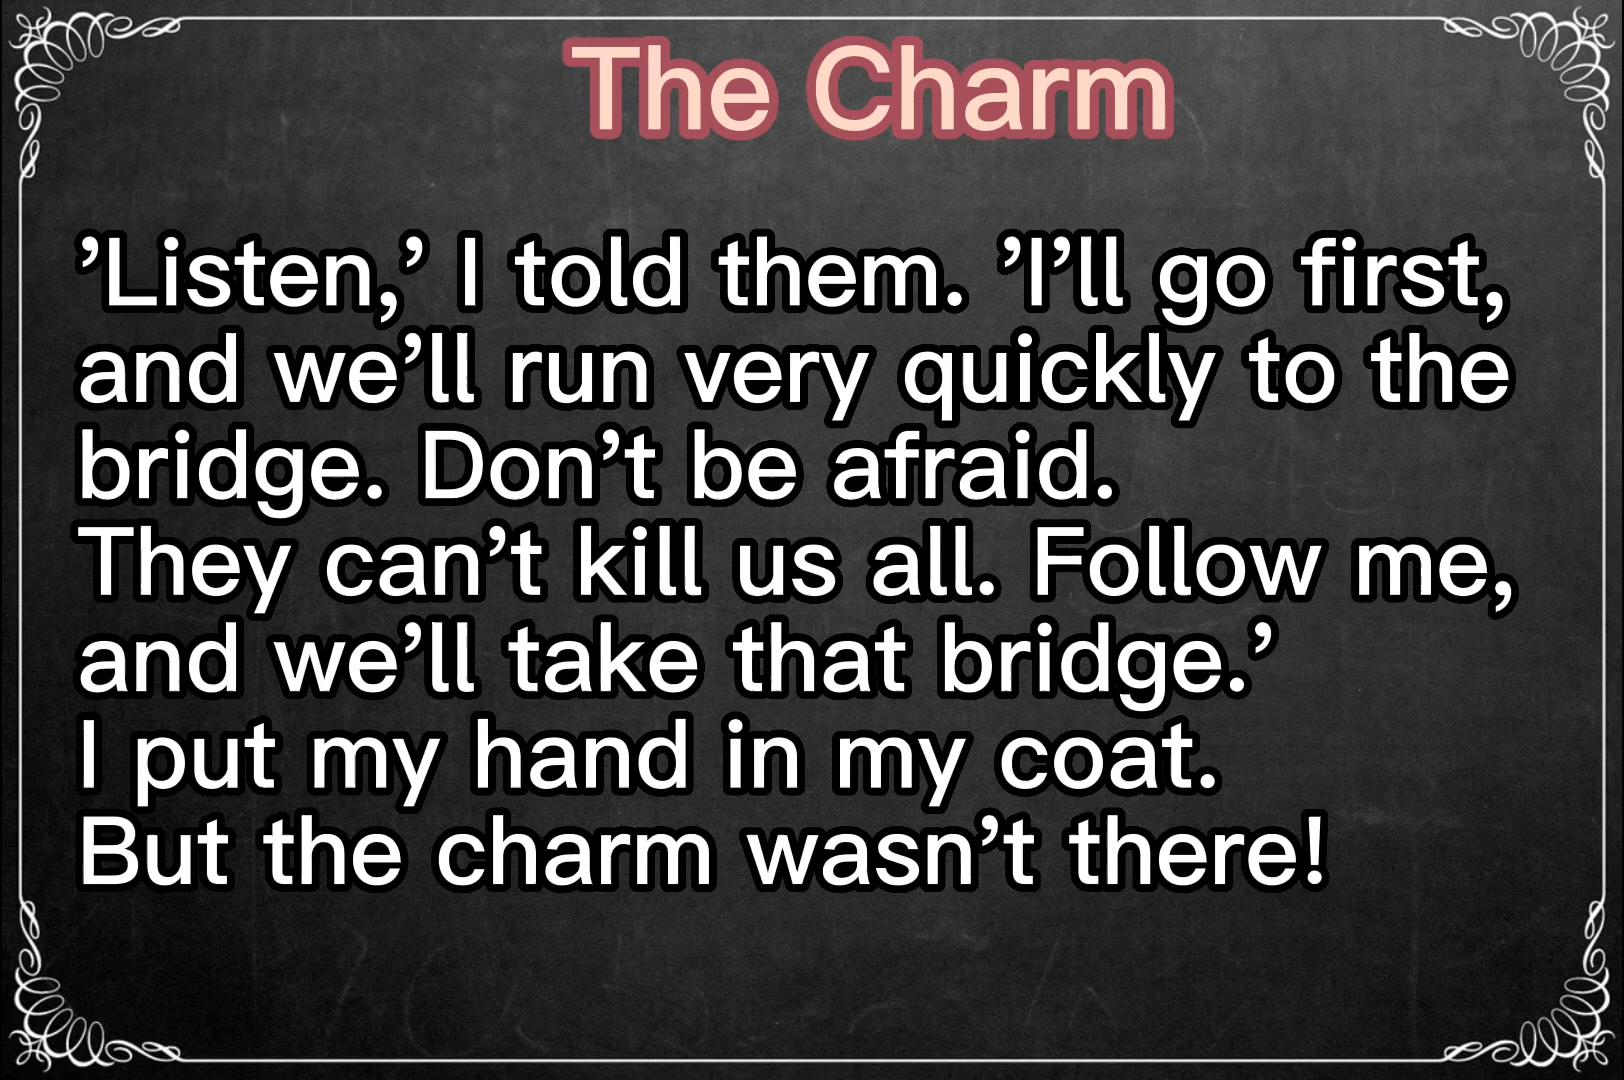 The Charm
’Listen,’ I told them. ’I’ll go first,
and we’ll run very quickly to the
bridge. Don’t be afraid.
They can’t kill us all. Follow me,
and we’ll take that bridge.’
I put my hand in my coat.
But the charm wasn’t there!